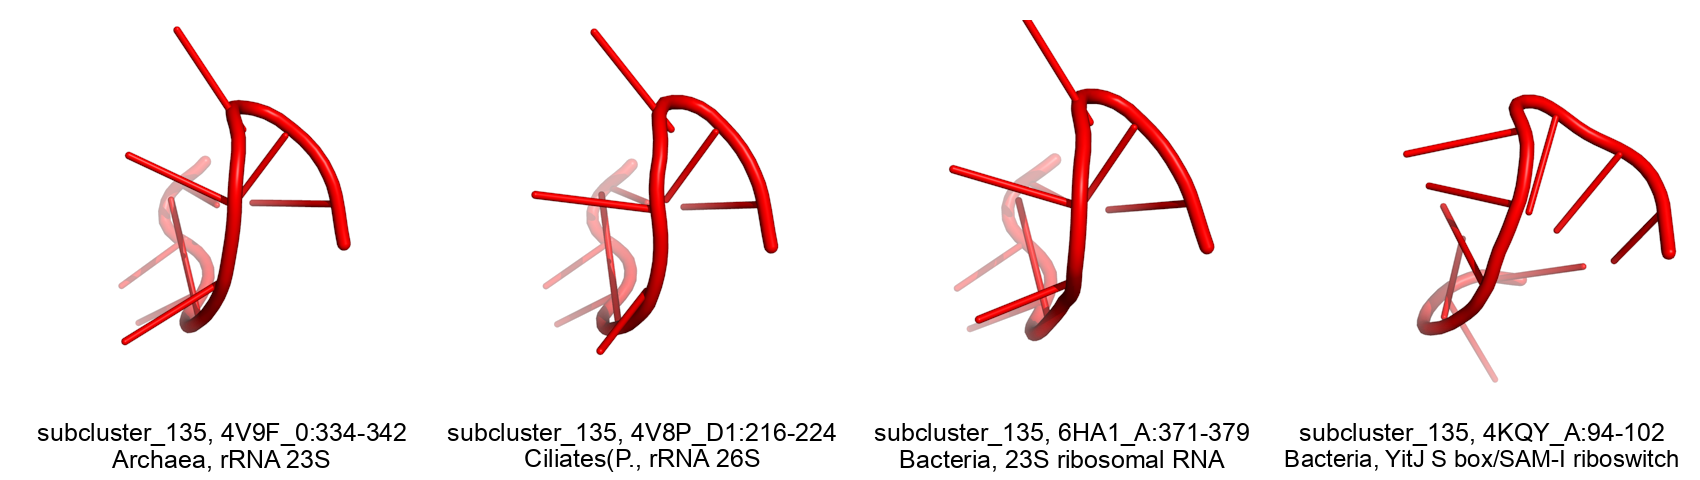 subcluster_135, 4V9F_0:334-342
Archaea, rRNA 23S
subcluster_135, 4V8P_D1:216-224
Ciliates(P., rRNA 26S
subcluster_135, 6HA1_A:371-379
Bacteria, 23S ribosomal RNA
subcluster_135, 4KQY_A:94-102
Bacteria, YitJ S box/SAM-I riboswitch